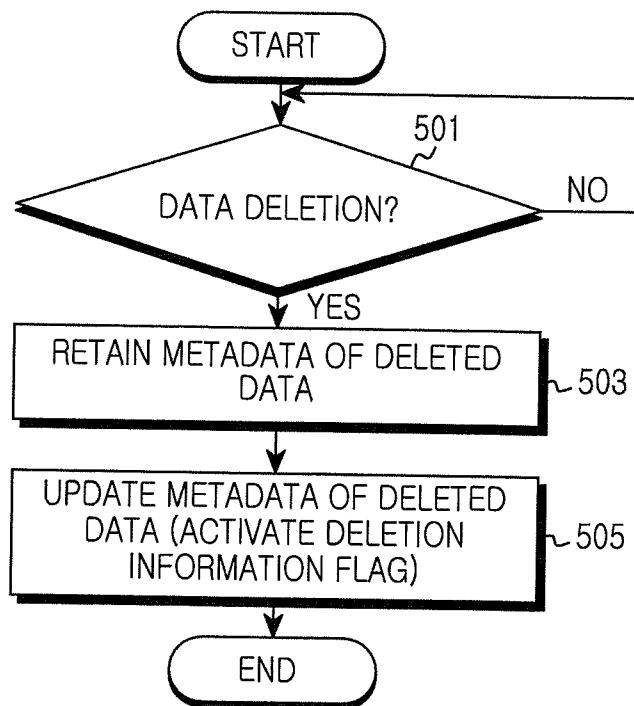 START
501
DATA DELETION?
NO
YES
RETAIN METADATA OF DELETED
DATA
503
UPDATE METADATA OF DELETED
DATA (ACTIVATE DELETION
INFORMATION FLAG)
505
END